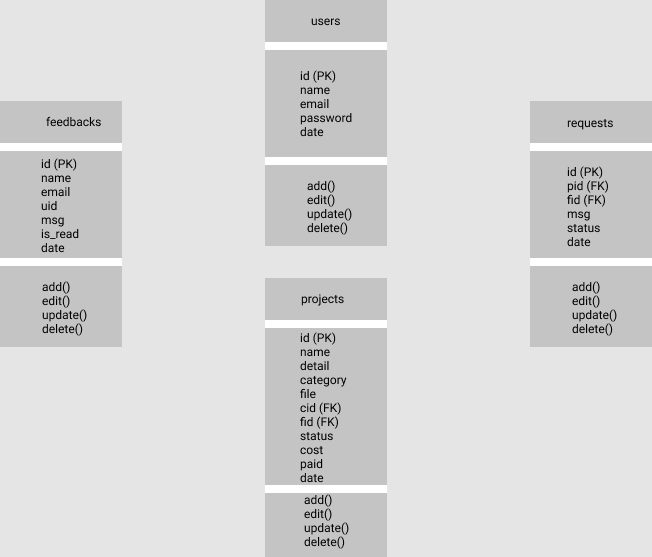 users
id (PK)
name
email
password
date
add()
edit()
update()
delete()
feedbacks
id (PK)
name
email
uid
msg
is_read
date
add()
edit()
update()
delete()
requests
id (PK)
pid (FK)
fid (FK)
msg
status
date
add()
edit()
update()
delete()
projects
id (PK)
name
detail
category
file
cid (FK)
fid (FK)
status
cost
paid
date
add()
edit()
update()
delete()